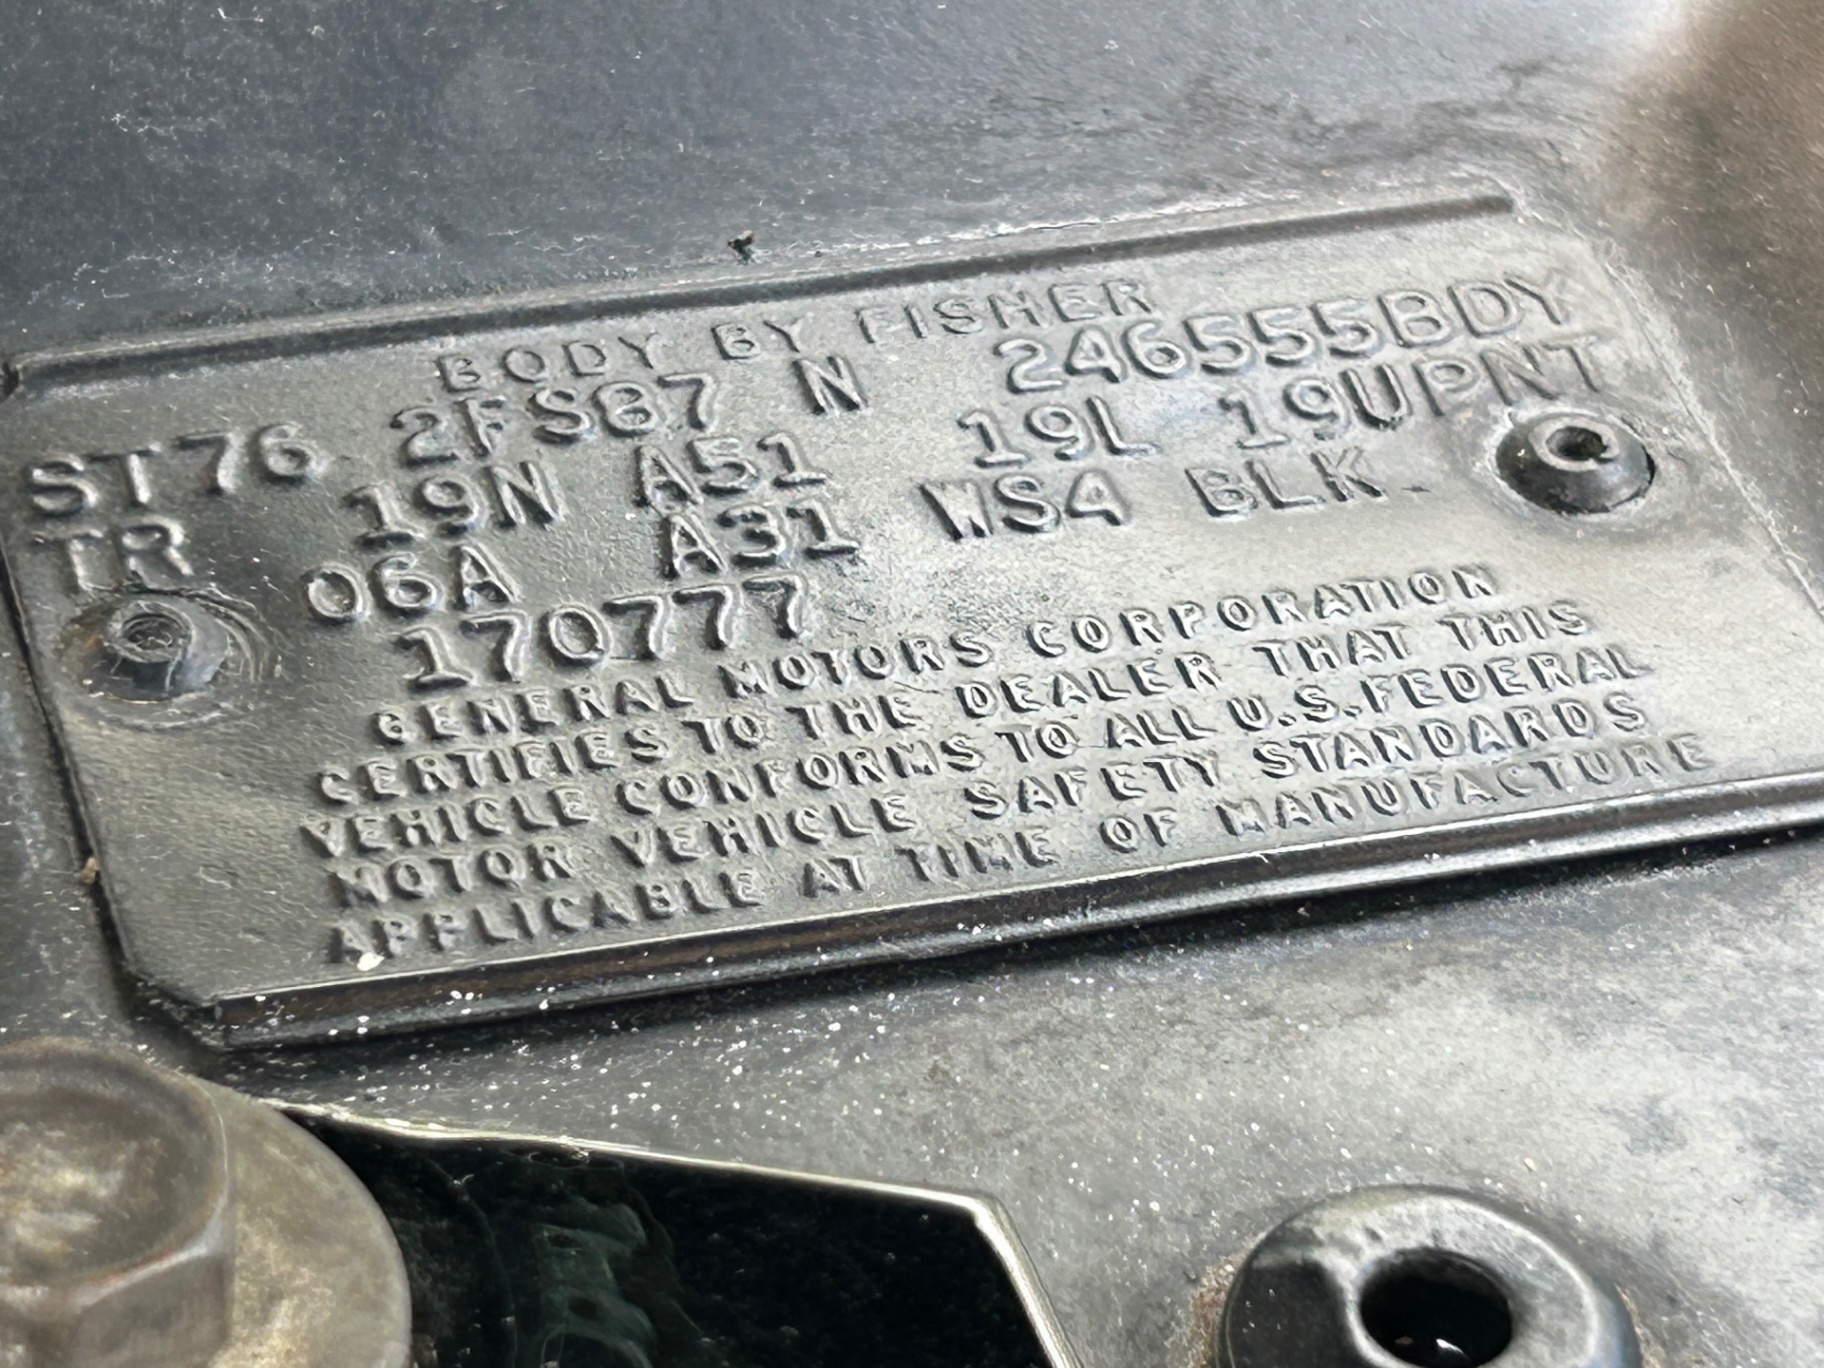 BODY BY FISHER
ST76 2FS87 N 246555BDY
TR 19N A51 19L 19UPNT
06A A31 WS4 BLK
170777
GENERAL MOTORS CORPORATION
CERTIFIES TO THE DEALER THAT THIS
VEHICLE CONFORMS TO ALL U.S.FEDERAL
MOTOR VEHICLE SAFETY STANDARDS
APPLICABLE AT TIME OF MANUFACTURE